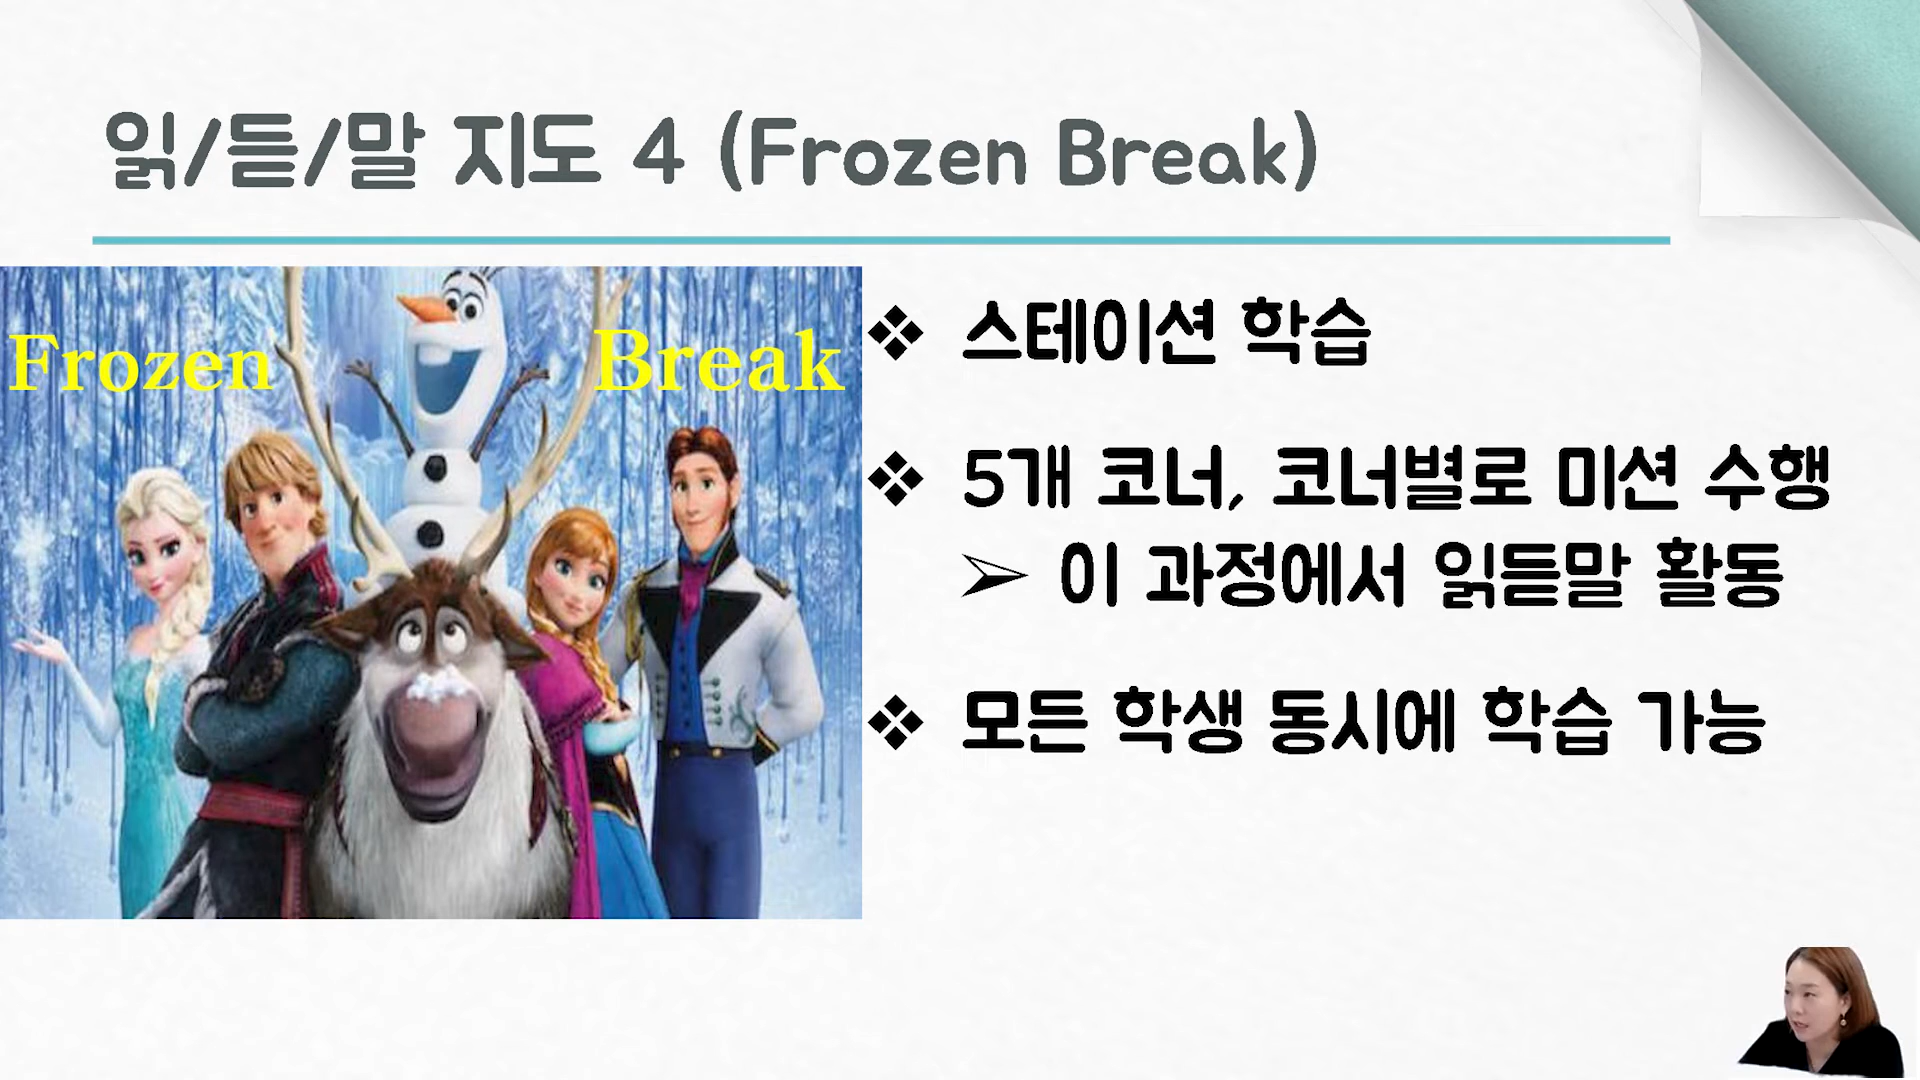 읽/듣/말 지도 4 (Frozen Break)
Frozen Break
❖ 스테이션 학습
❖ 5개 코너, 코너별로 미션 수행
➢ 이 과정에서 읽듣말 활동
❖ 모든 학생 동시에 학습 가능